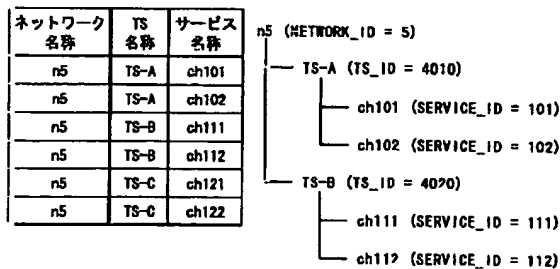 ネットワーク名称 TS名称 サービス名称
n5 TS-A ch101
n5 TS-A ch102
n5 TS-B ch111
n5 TS-B ch112
n5 TS-C ch121
n5 TS-C ch122
n5 (NETWORK_ID = 5)
TS-A (TS_ID = 4010)
ch101 (SERVICE_ID = 101)
ch102 (SERVICE_ID = 102)
TS-B (TS_ID = 4020)
ch111 (SERVICE_ID = 111)
ch112 (SERVICE_ID = 112)